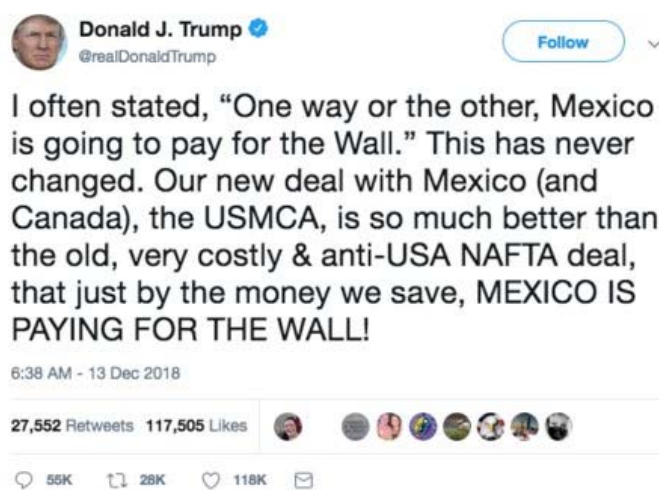 Donald J. Trump
@realDonaldTrump
Follow
I often stated, “One way or the other, Mexico
is going to pay for the Wall.” This has never
changed. Our new deal with Mexico (and
Canada), the USMCA, is so much better than
the old, very costly & anti-USA NAFTA deal,
that just by the money we save, MEXICO IS
PAYING FOR THE WALL!
6:38 AM - 13 Dec 2018
27,552 Retweets 117,505 Likes
55K 28K 118K